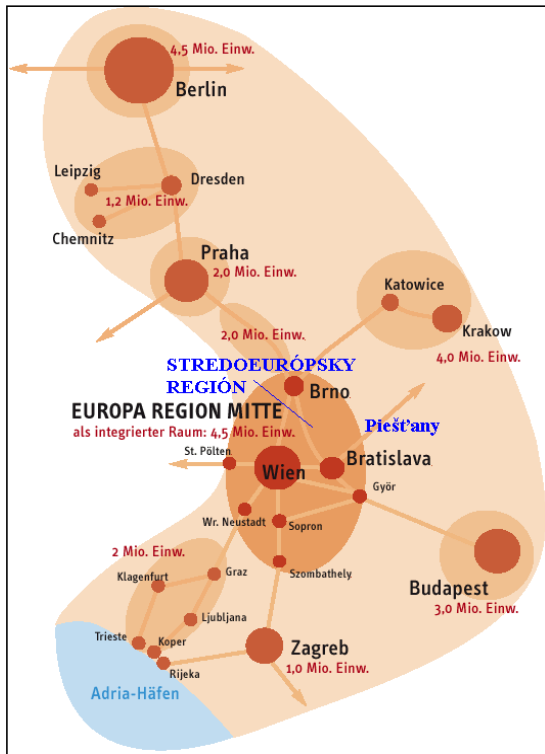 4,5 Mio. Einw.
Berlin
Leipzig
Dresden
1,2 Mio. Einw.
Chemnitz
Praha
2,0 Mio. Einw.
Katowice
Krakow
4,0 Mio. Einw.
2,0 Mio. Einw.
STREDOEURÓPSKY
REGIÓN
Brno
EUROPA REGION MITTE
als integrierter Raum: 4,5 Mio. Einw.
Piešťany
St. Pölten
Wien
Bratislava
Györ
Wr. Neustadt
Sopron
2 Mio. Einw.
Klagenfurt
Graz
Szombathely
Budapest
3,0 Mio. Einw.
Ljubljana
Trieste
Koper
Zagreb
Rijeka
1,0 Mio. Einw.
Adria-Häfen